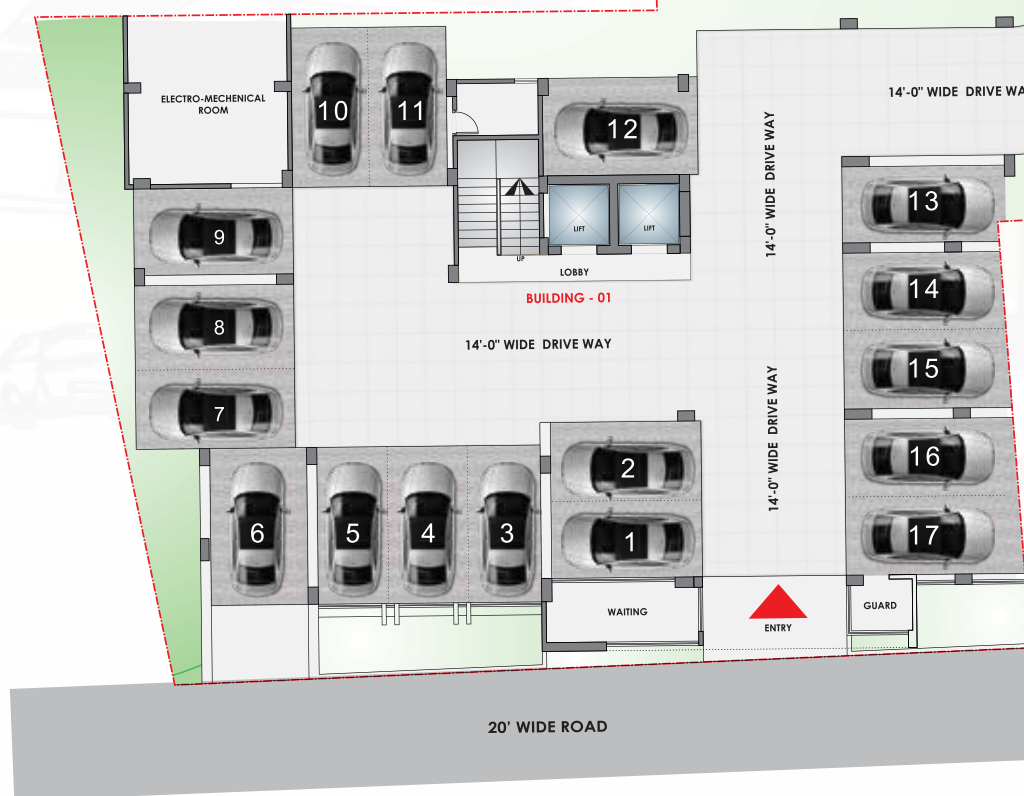 ELECTRO-MECHENICAL
ROOM
10
11
12
14'-0" WIDE DRIVE WA
14'-0" WIDE DRIVE WAY
13
9
LIFT
LIFT
UP
LOBBY
BUILDING - 01
14
8
14'-0" WIDE DRIVE WAY
15
7
14'-0" WIDE DRIVE WAY
2
16
6
5
4
3
1
17
WAITING
ENTRY
GUARD
20' WIDE ROAD